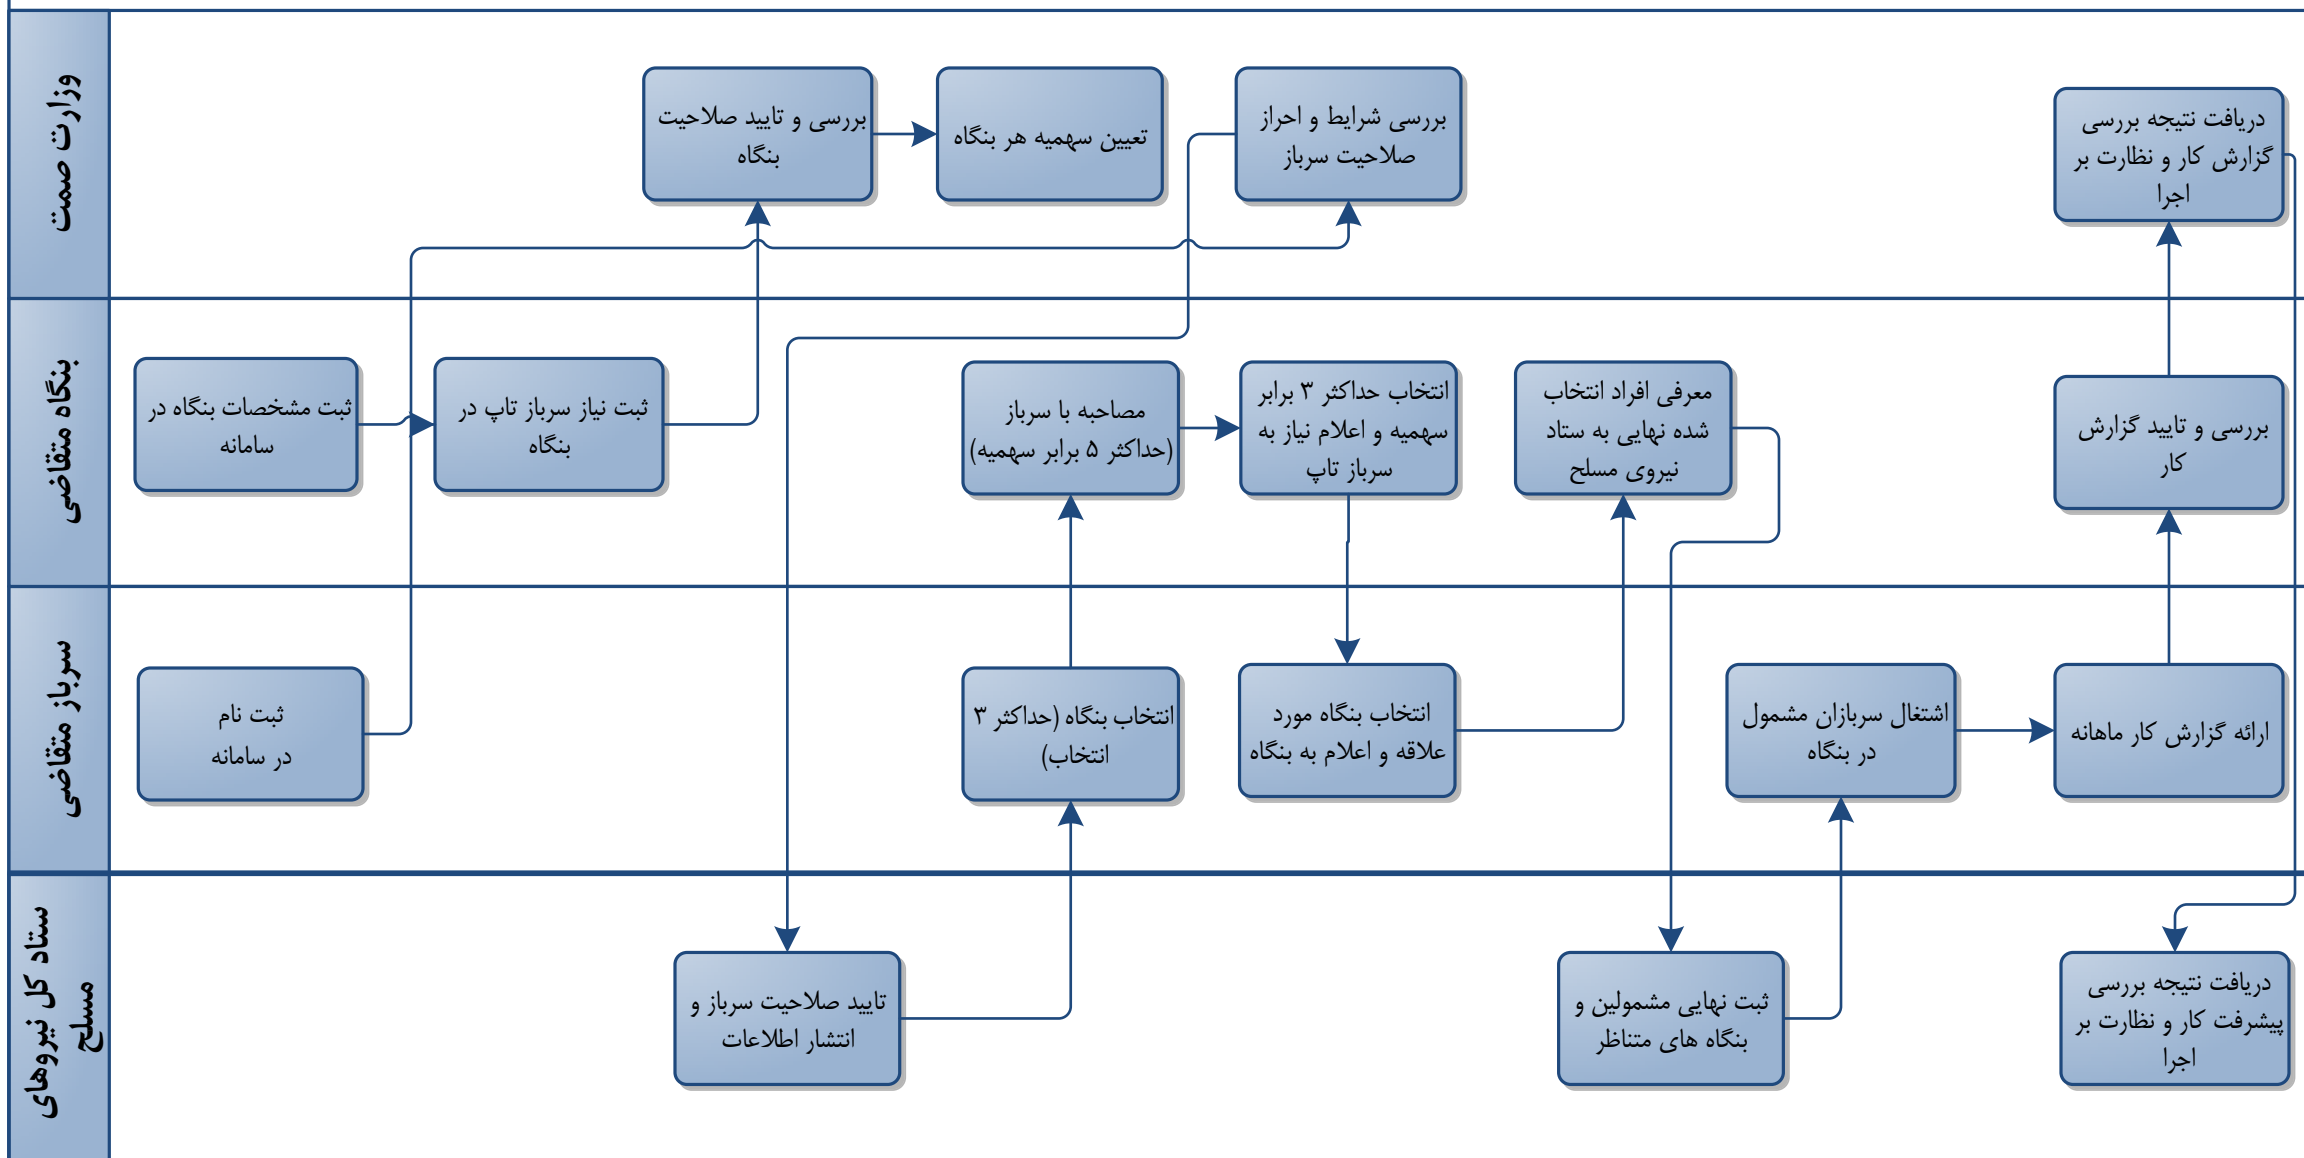 وزارت صمت
بررسی و تایید صلاحیت
بنگاه
تعیین سهمیه هر بنگاه
بررسی شرایط و احراز
صلاحیت سرباز
دریافت نتیجه بررسی
گزارش کار و نظارت بر
اجرا
بنگاه متقاضی
ثبت مشخصات بنگاه در
سامانه
ثبت نیاز سرباز تاپ در
بنگاه
مصاحبه با سرباز
(حداکثر ۵ برابر سهمیه)
انتخاب حداکثر ۳ برابر
سهمیه و اعلام نیاز به
سرباز تاپ
معرفی افراد انتخاب
شده نهایی به ستاد
نیروی مسلح
بررسی و تایید گزارش
کار
سرباز متقاضی
ثبت نام
در سامانه
انتخاب بنگاه (حداکثر ۳
انتخاب)
انتخاب بنگاه مورد
علاقه و اعلام به بنگاه
اشتغال سربازان مشمول
در بنگاه
ارائه گزارش کار ماهانه
ستاد کل نیروهای
مسلح
تایید صلاحیت سرباز و
انتشار اطلاعات
ثبت نهایی مشمولین و
بنگاه های متناظر
دریافت نتیجه بررسی
پیشرفت کار و نظارت بر
اجرا